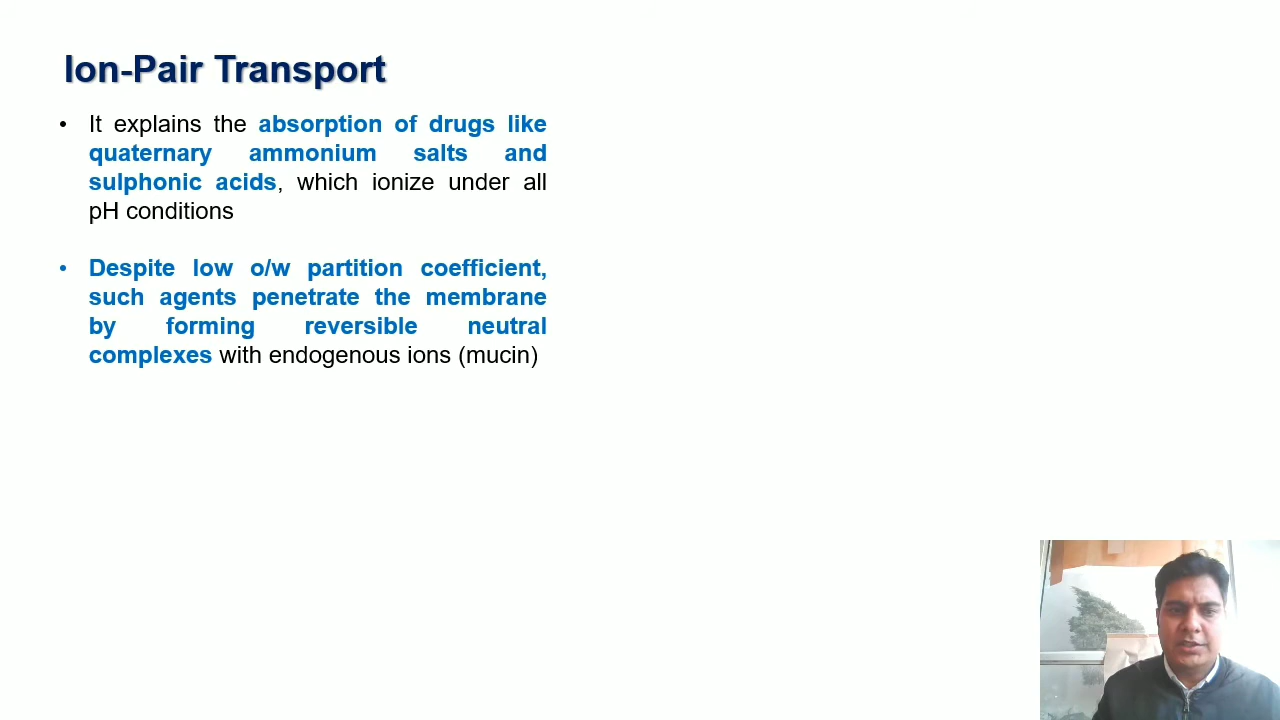 Ion-Pair Transport
• It explains the absorption of drugs like
quaternary ammonium salts and
sulphonic acids, which ionize under all
pH conditions
• Despite low o/w partition coefficient,
such agents penetrate the membrane
by forming reversible neutral
complexes with endogenous ions (mucin)